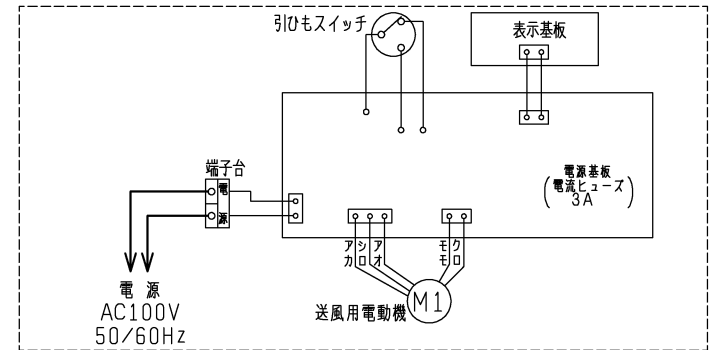 引ひもスイッチ
表示基板
端子台
電
源
電源基板
(電流ヒューズ
3A)
アカ
シロ
アオ
モモ
クロ
M1
送風用電動機
電 源
AC100V
50/60Hz